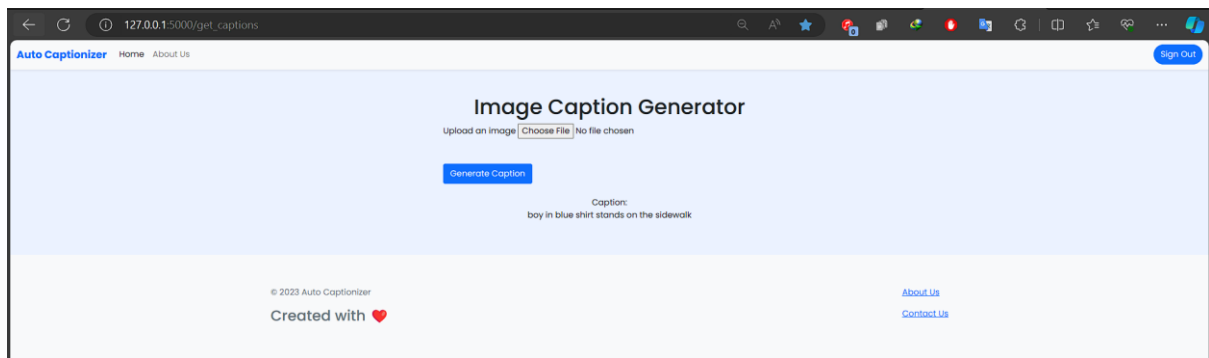 127.0.0.1:5000/get_captions
Auto Captionizer Home About Us Sign Out
Image Caption Generator
Upload an image Choose File No file chosen
Generate Caption
Caption:
boy in blue shirt stands on the sidewalk
© 2023 Auto Captionizer About Us
Created with ❤️ Contact Us